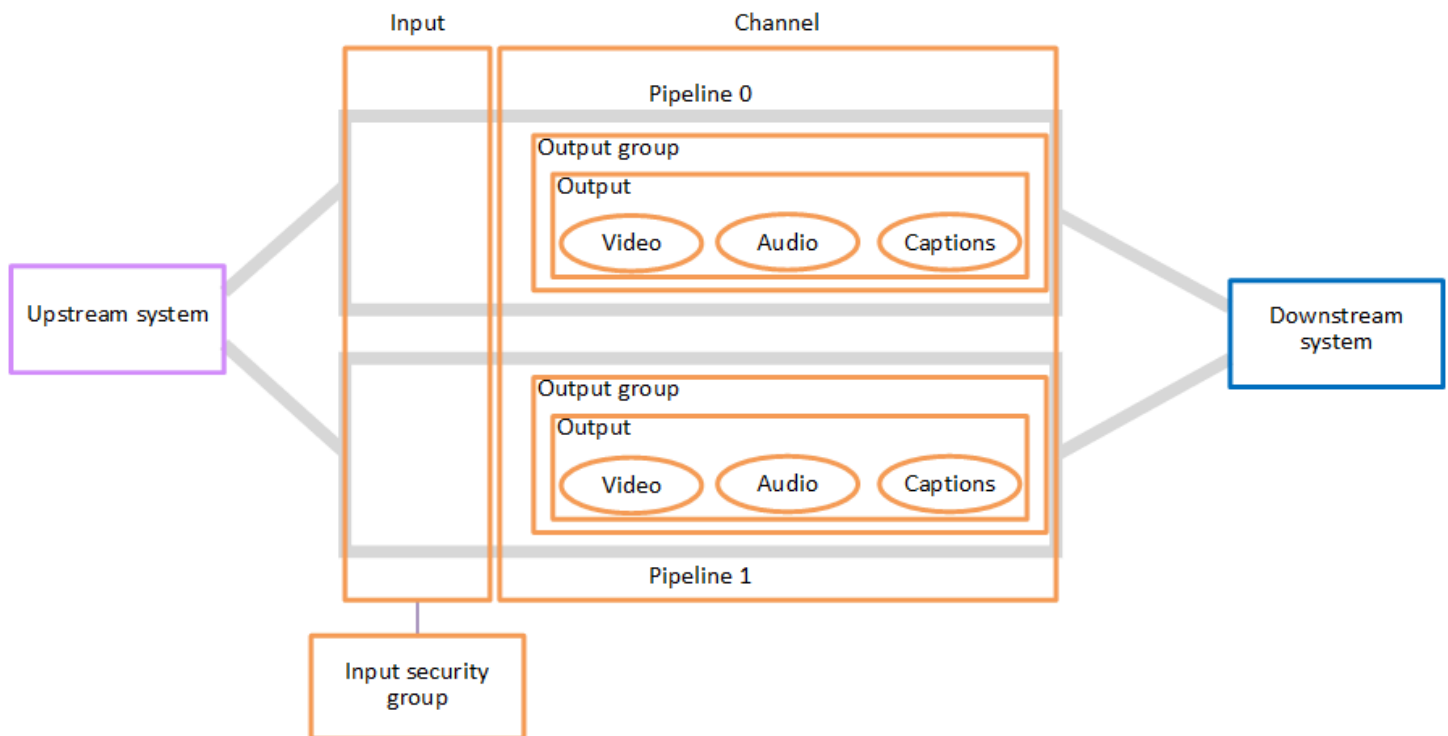 Input
Channel
Pipeline 0
Output group
Output
Video
Audio
Captions
Upstream system
Downstream
system
Output group
Output
Video
Audio
Captions
Pipeline 1
Input security
group